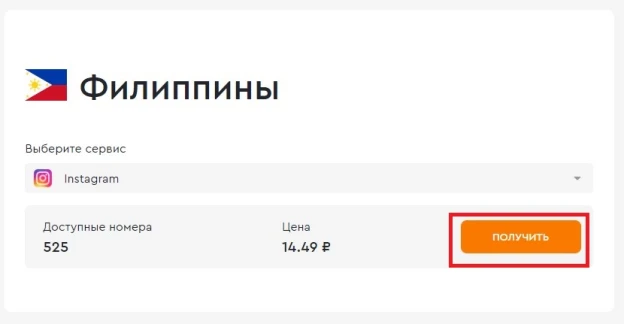 Филиппины
Выберите сервис
Instagram
Доступные номера
525
Цена
14.49 ₽
ПОЛУЧИТЬ